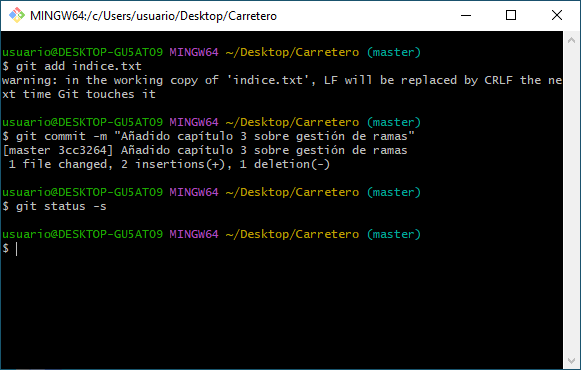 MINGW64:/c/Users/usuario/Desktop/Carretero
usuario@DESKTOP-GU5ATO9 MINGW64 ~/Desktop/Carretero (master)
$ git add indice.txt
warning: in the working copy of 'indice.txt', LF will be replaced by CRLF the ne
xt time Git touches it
usuario@DESKTOP-GU5ATO9 MINGW64 ~/Desktop/Carretero (master)
$ git commit -m "Añadido capítulo 3 sobre gestión de ramas"
[master 3cc3264] Añadido capítulo 3 sobre gestión de ramas
 1 file changed, 2 insertions(+), 1 deletion(-)
usuario@DESKTOP-GU5ATO9 MINGW64 ~/Desktop/Carretero (master)
$ git status -s
usuario@DESKTOP-GU5ATO9 MINGW64 ~/Desktop/Carretero (master)
$